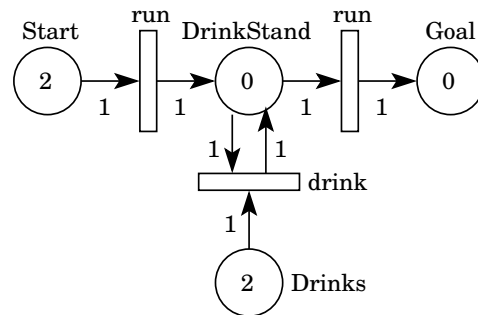 run run
Start DrinkStand Goal
2 0 0
1 1 1 1
1 1
drink
1
2 Drinks